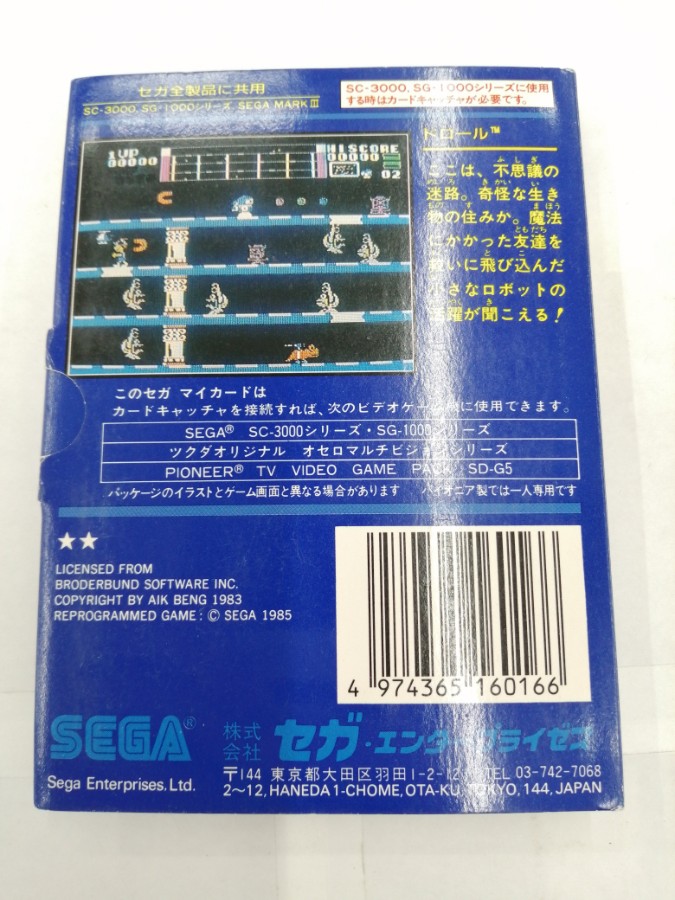 セガ全製品に共用
SC-3000, SG-1000シリーズ SEGA MARK III
SC-3000, SG-1000シリーズに使用
する時はカードキャッチャが必要です。
1UP
00000
HISCORE
00000
02
ドロール™
ここは、不思議の
迷路。奇怪な生き
物の住みか。魔法
にかかった友達を
救いに飛び込んだ
小さなロボットの
活躍が聞こえる!
このセガ マイカードは
カードキャッチャを接続すれば、次のビデオゲーム機に使用できます。
SEGA® SC-3000シリーズ・SG-1000シリーズ
ツクダオリジナル オセロマルチビジョンシリーズ
PIONEER® TV VIDEO GAME PACK SD-G5
パッケージのイラストとゲーム画面と異なる場合があります パイオニア製では一人専用です
★★
LICENSED FROM
BRODERBUND SOFTWARE INC.
COPYRIGHT BY AIK BENG 1983
REPROGRAMMED GAME: © SEGA 1985
4 974365 160166
SEGA®
Sega Enterprises, Ltd.
株式会社 セガ・エンタープライゼス
〒144 東京都大田区羽田1-2-12 TEL 03-742-7068
2〜12, HANEDA 1-CHOME, OTA-KU, TOKYO, 144, JAPAN